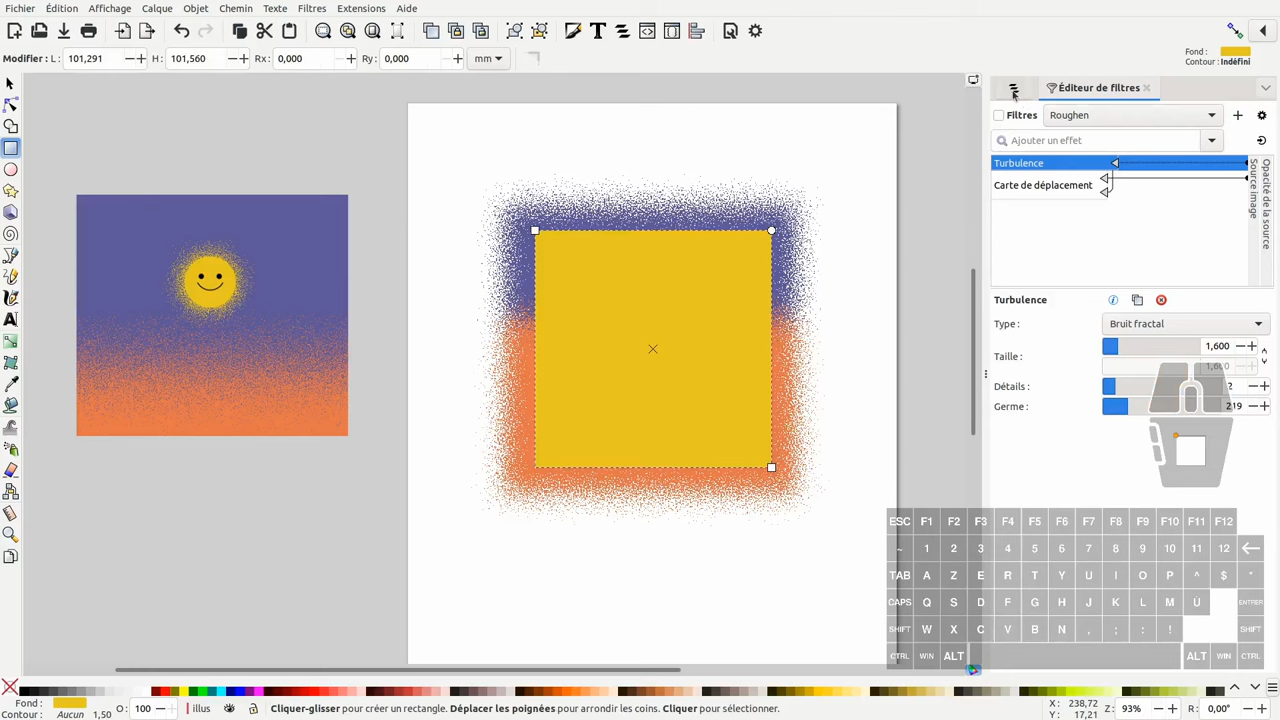 Fichier Édition Affichage Calque Objet Chemin Texte Filtres Extensions Aide
Modifier : L : 101,291 H : 101,560 Rx : 0,000 Ry : 0,000 mm
Fond :
Contour : Indéfini
Éditeur de filtres
Filtres Roughen
Ajouter un effet
Turbulence
Carte de déplacement
Source image
Opacité de la source
Turbulence
Type : Bruit fractal
1,600
Taille :
1,600
Détails : 2
Germe : 219
ESC F1 F2 F3 F4 F5 F6 F7 F8 F9 F10 F11 F12
~ 1 2 3 4 5 6 7 8 9 10 11 12
TAB A Z E R T Y U I O P ^ $ *
CAPS Q S D F G H J K L M Ù ENTRER
SHIFT W X C V B N , ; : ! SHIFT
CTRL WIN ALT ALT WIN CTRL
Fond :
Contour : Aucun 1,50
O : 100
illus
Cliquer-glisser pour créer un rectangle. Déplacer les poignées pour arrondir les coins. Cliquer pour sélectionner.
X : 238,72
Y : 17,21
Z : 93%
R : 0,00°